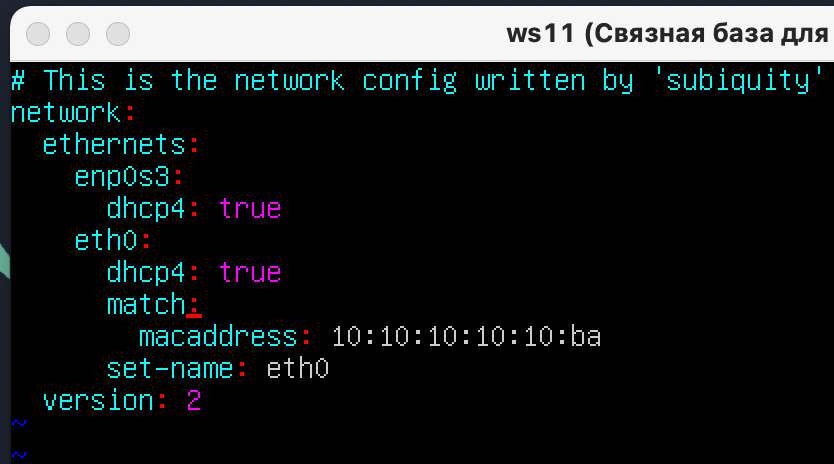 ws11 (Связная база для
# This is the network config written by 'subiquity'
network:
  ethernets:
    enp0s3:
      dhcp4: true
    eth0:
      dhcp4: true
      match:
        macaddress: 10:10:10:10:10:ba
      set-name: eth0
  version: 2
~
~